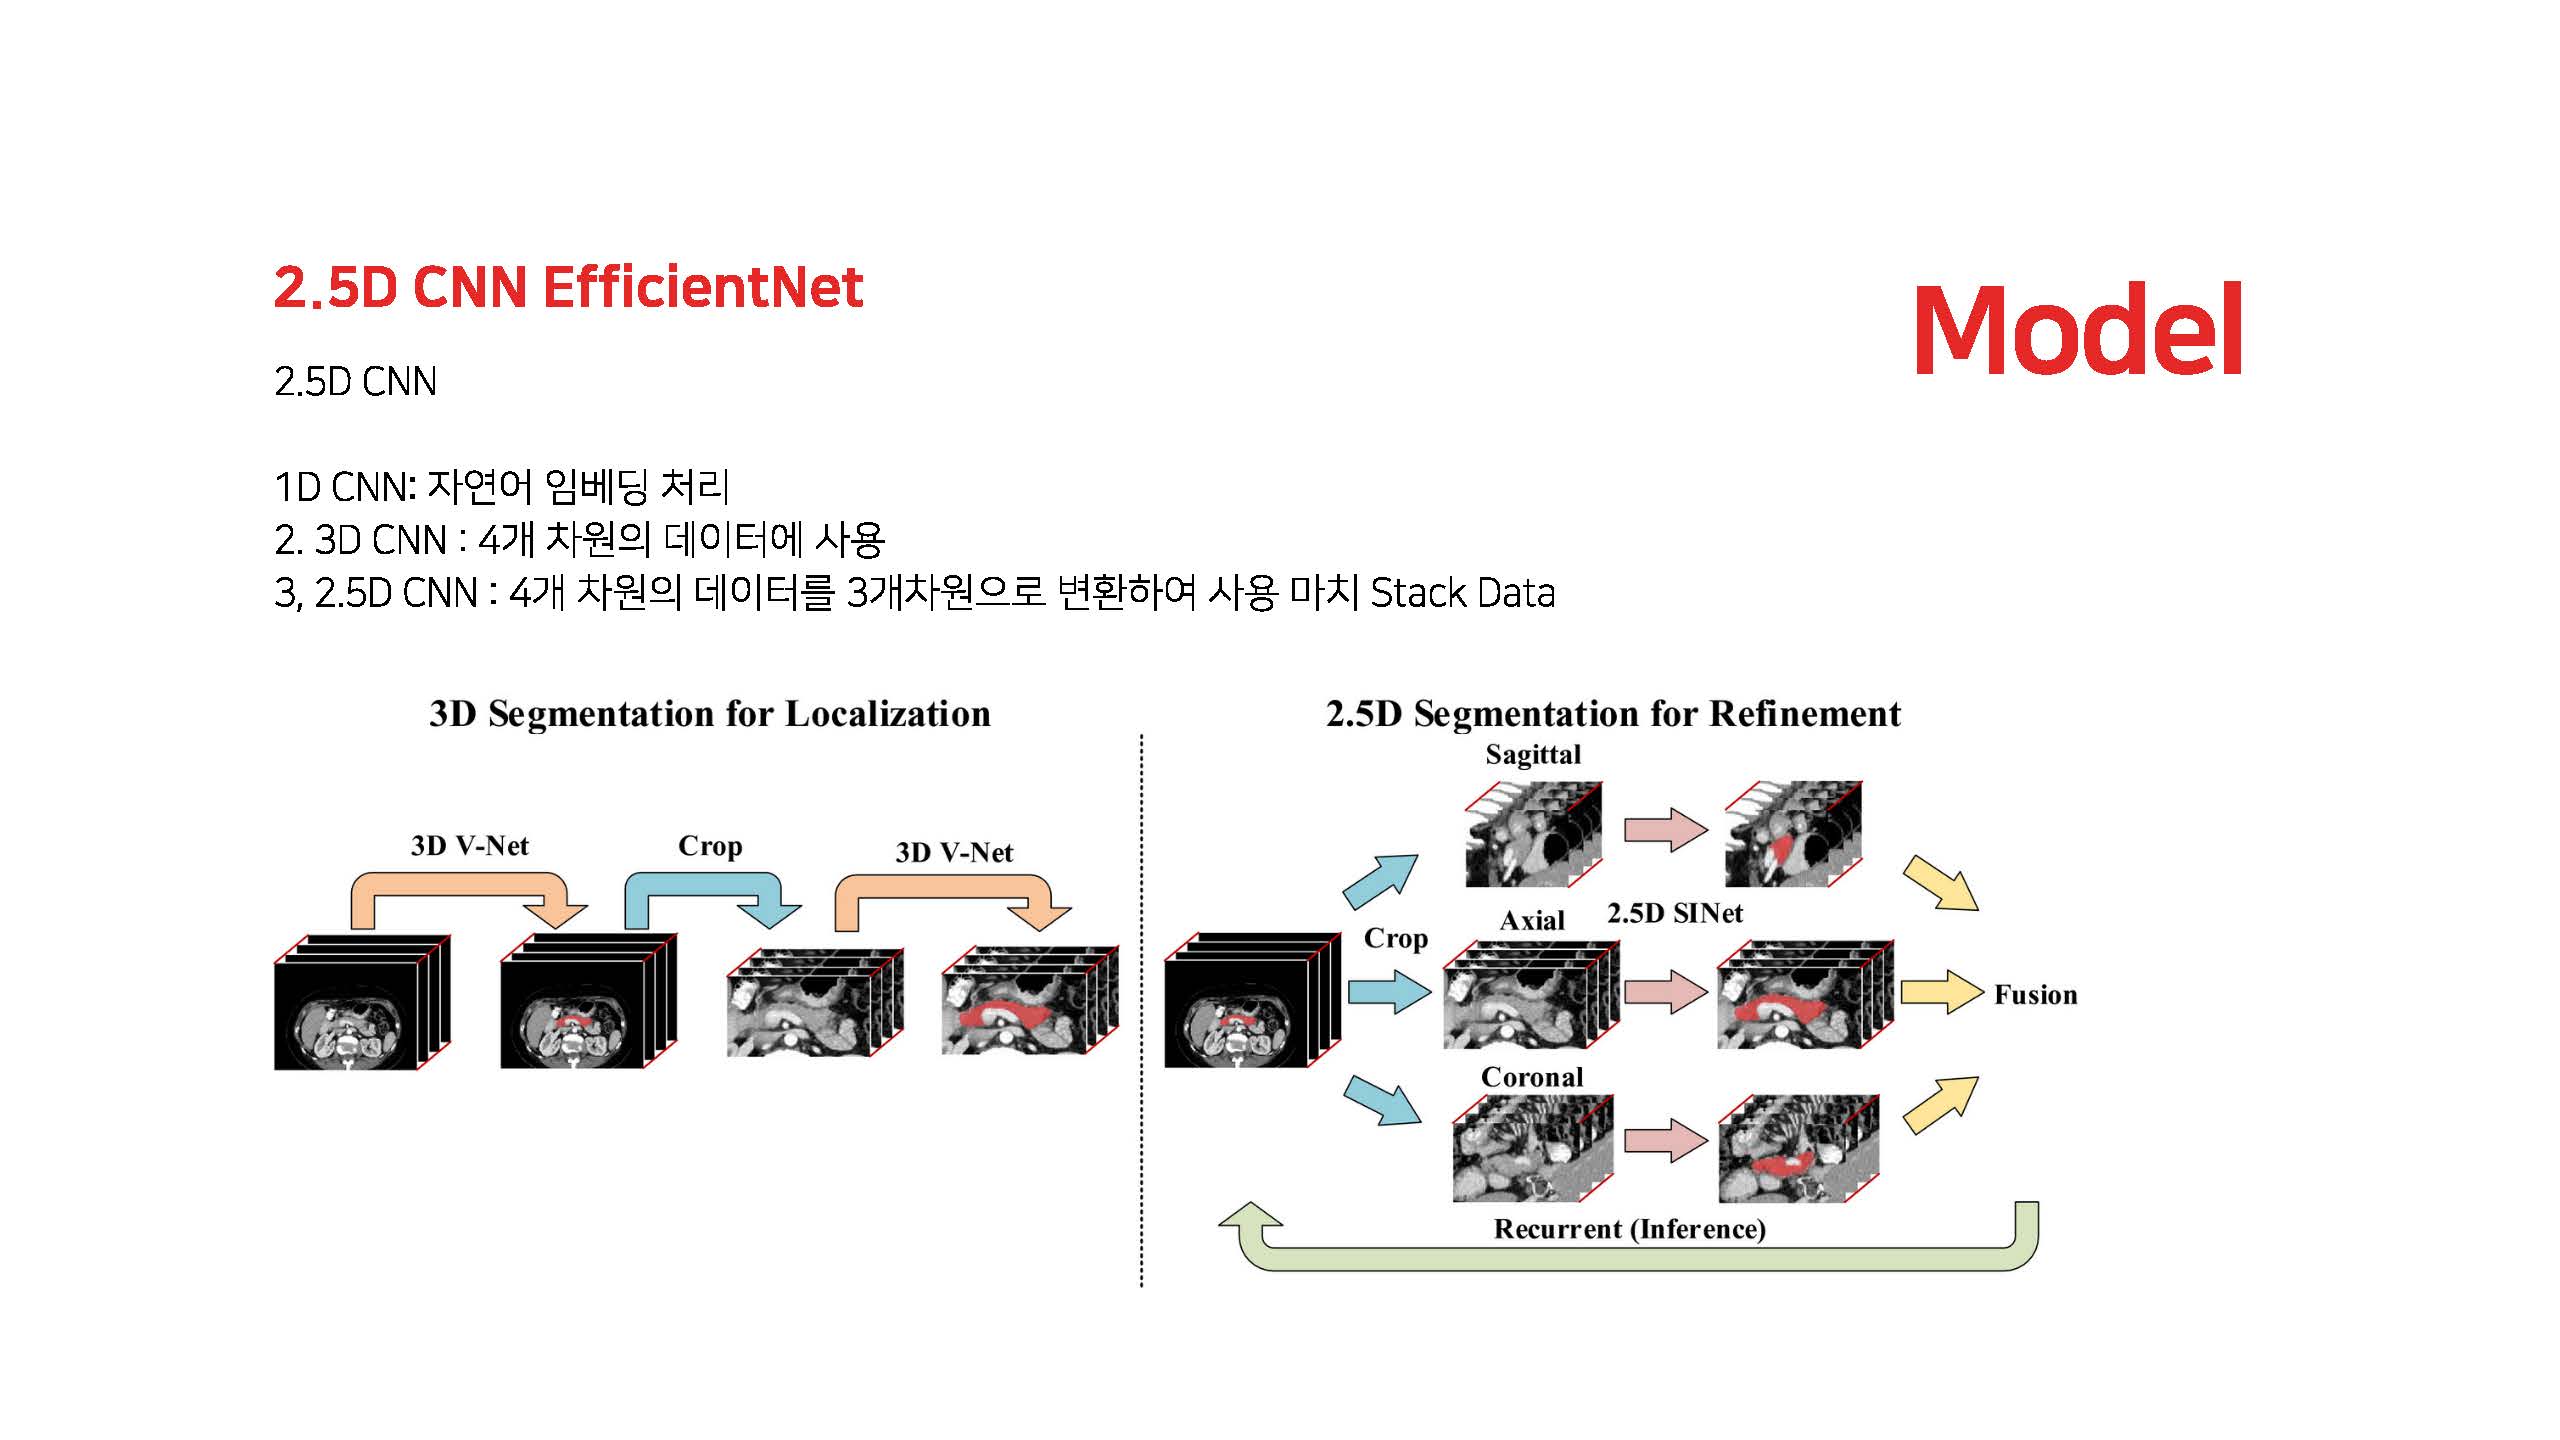 2.5D CNN EfficientNet
Model
2.5D CNN
1D CNN: 자연어 임베딩 처리
2. 3D CNN : 4개 차원의 데이터에 사용
3, 2.5D CNN : 4개 차원의 데이터를 3개차원으로 변환하여 사용 마치 Stack Data
3D Segmentation for Localization
3D V-Net
Crop
3D V-Net
2.5D Segmentation for Refinement
Sagittal
Crop
Axial
2.5D SINet
Fusion
Coronal
Recurrent (Inference)